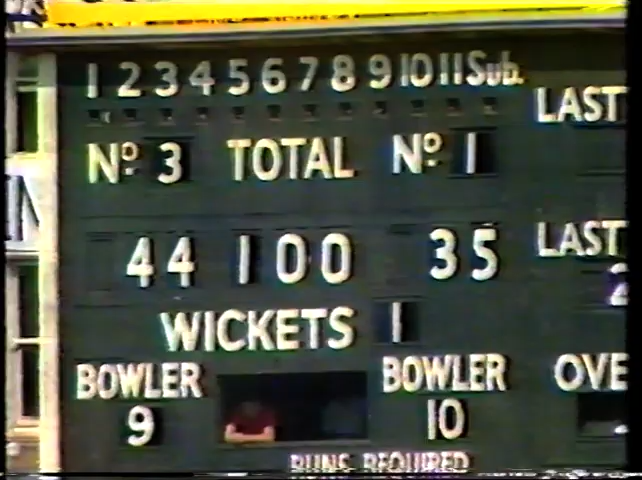 1 2 3 4 5 6 7 8 9 10 11 Sub.
LAST
Nº 3 TOTAL Nº 1
44 100 35
LAST
2
WICKETS 1
BOWLER BOWLER OVE
9 10
RUNS REQUIRED